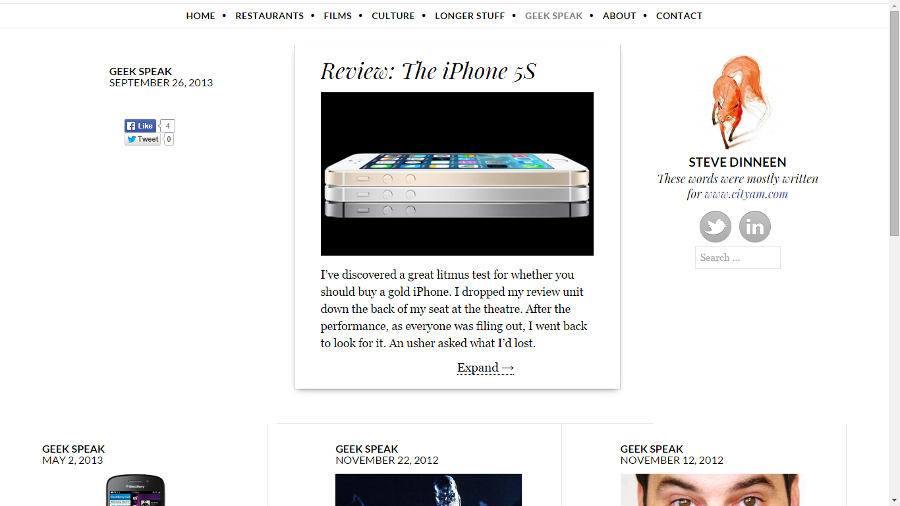 HOME • RESTAURANTS • FILMS • CULTURE • LONGER STUFF • GEEK SPEAK • ABOUT • CONTACT
GEEK SPEAK
SEPTEMBER 26, 2013
Like 4
Tweet 0
Review: The iPhone 5S
I've discovered a great litmus test for whether you
should buy a gold iPhone. I dropped my review unit
down the back of my seat at the theatre. After the
performance, as everyone was filing out, I went back
to look for it. An usher asked what I'd lost.
Expand →
STEVE DINNEEN
These words were mostly written
for www.cityam.com
Search ...
GEEK SPEAK
MAY 2, 2013
BlackBerry
GEEK SPEAK
NOVEMBER 22, 2012
GEEK SPEAK
NOVEMBER 12, 2012